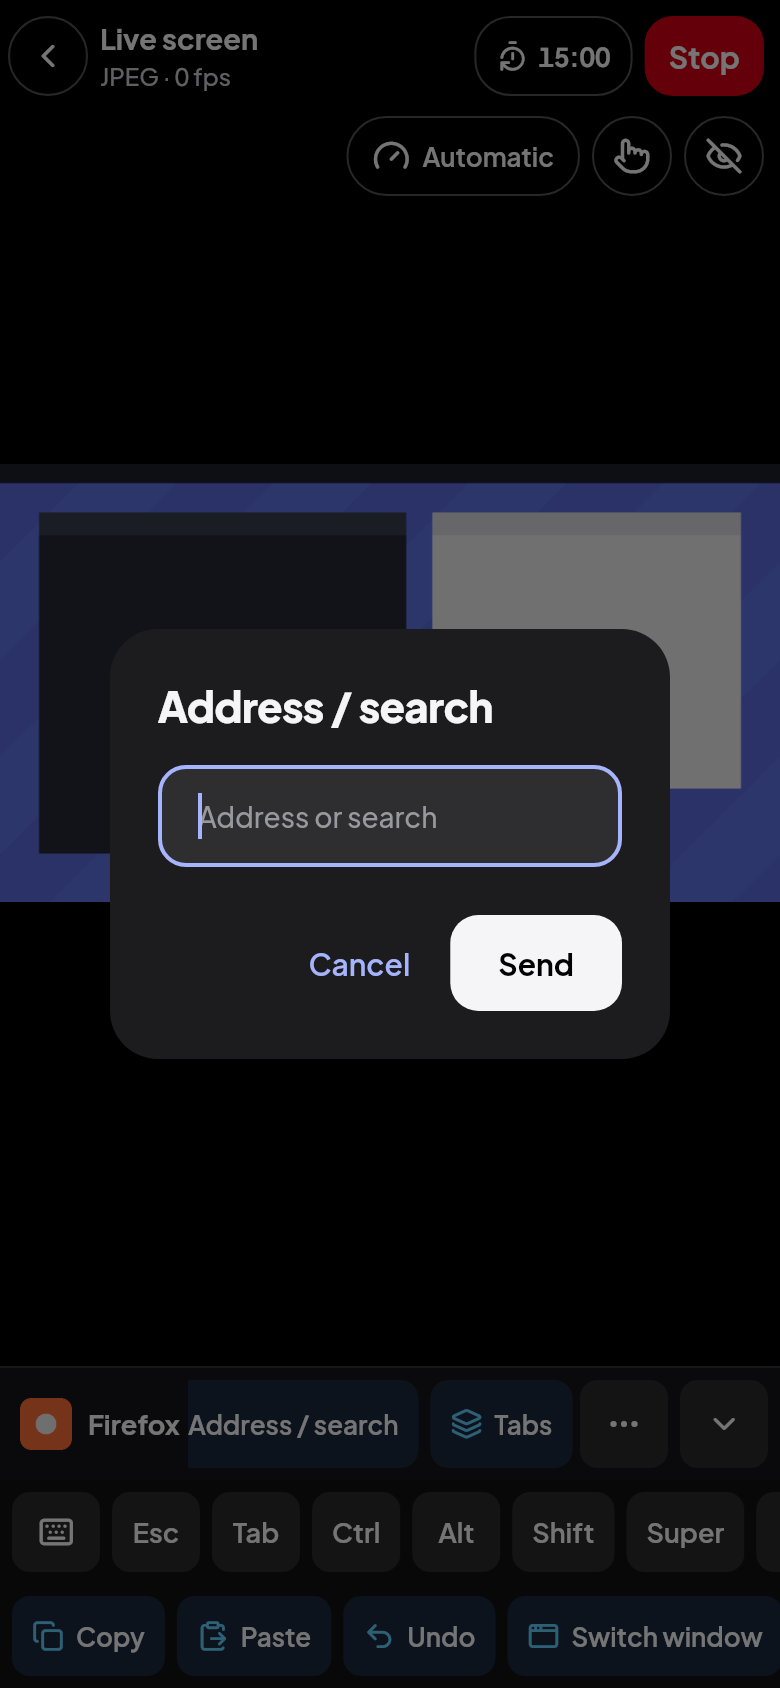 Live screen
JPEG · 0 fps
15:00
Stop
Automatic
Address / search
Address or search
Cancel
Send
Firefox
Address / search
Tabs
Esc
Tab
Ctrl
Alt
Shift
Super
Copy
Paste
Undo
Switch window